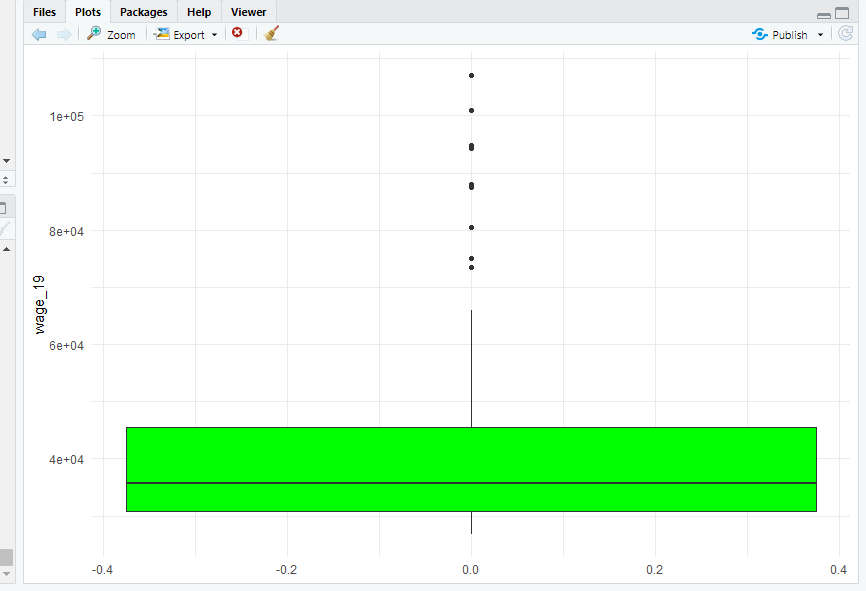 Files Plots Packages Help Viewer
Zoom Export Publish
1e+05
8e+04
wage_19
6e+04
4e+04
-0.4 -0.2 0.0 0.2 0.4